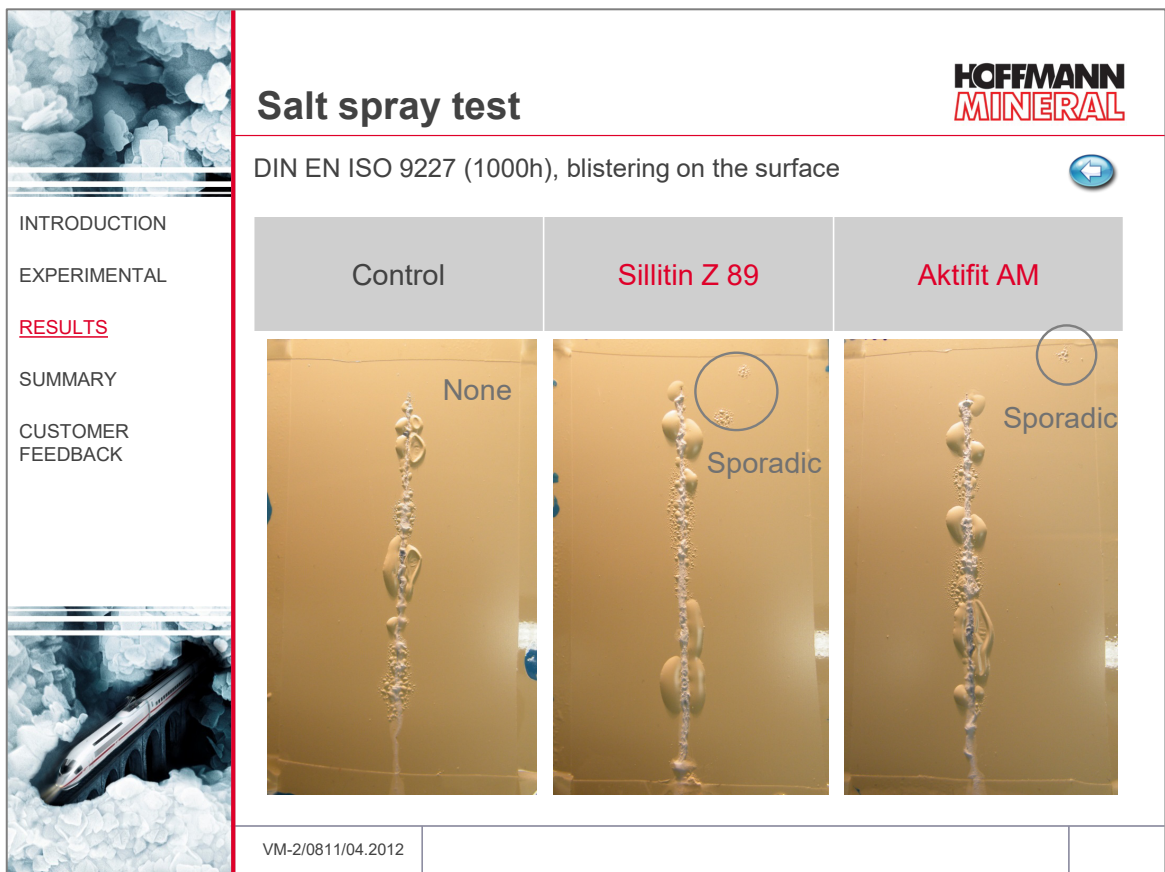 HOFFMANN
MINERAL
Salt spray test
DIN EN ISO 9227 (1000h), blistering on the surface
INTRODUCTION
EXPERIMENTAL
RESULTS
SUMMARY
CUSTOMER
FEEDBACK
Control
Sillitin Z 89
Aktifit AM
None
Sporadic
Sporadic
VM-2/0811/04.2012